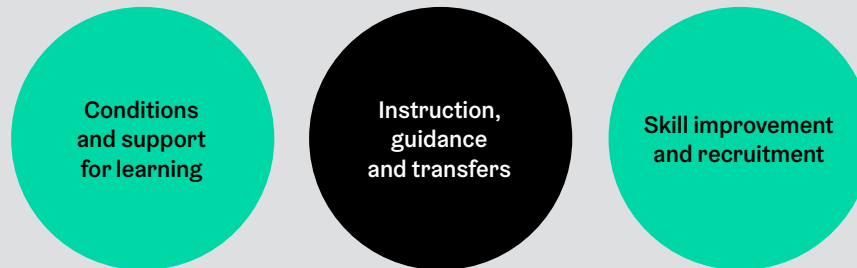 Conditions
and support
for learning
Instruction,
guidance
and transfers
Skill improvement
and recruitment